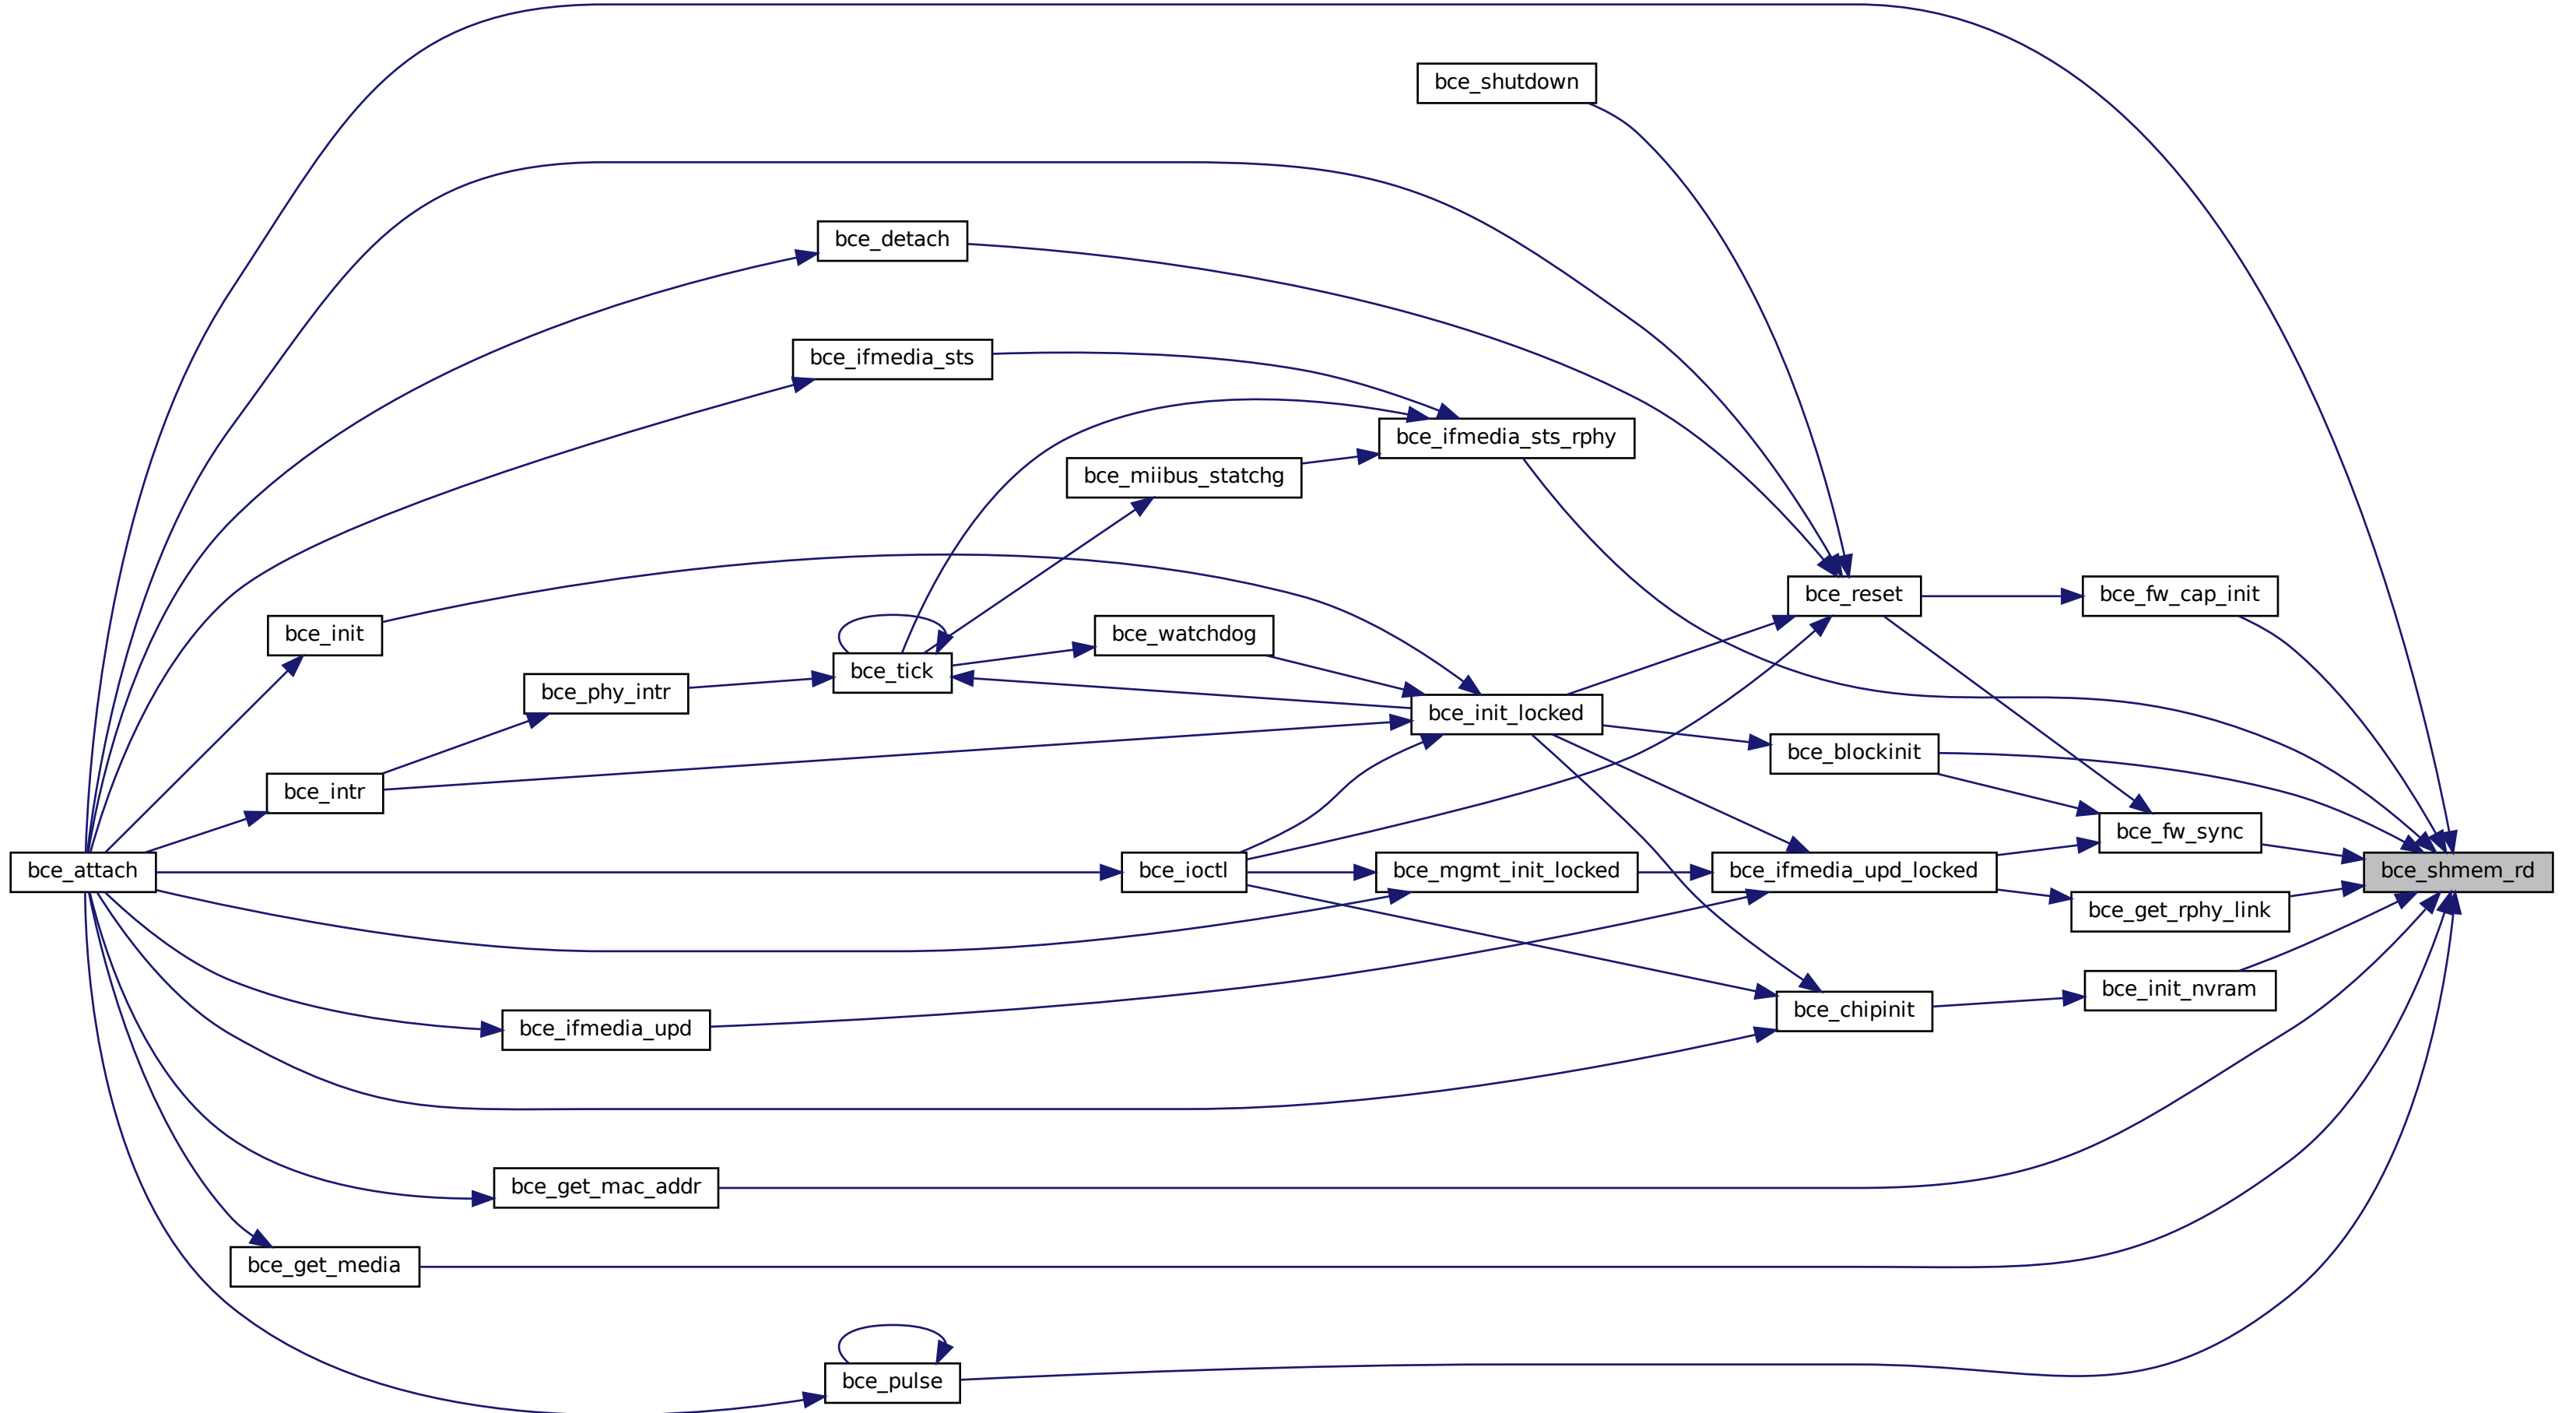 bce_shutdown
bce_detach
bce_ifmedia_sts
bce_ifmedia_sts_rphy
bce_miibus_statchg
bce_reset
bce_fw_cap_init
bce_init
bce_watchdog
bce_tick
bce_phy_intr
bce_init_locked
bce_blockinit
bce_intr
bce_fw_sync
bce_attach
bce_ioctl
bce_mgmt_init_locked
bce_ifmedia_upd_locked
bce_shmem_rd
bce_get_rphy_link
bce_init_nvram
bce_chipinit
bce_ifmedia_upd
bce_get_mac_addr
bce_get_media
bce_pulse